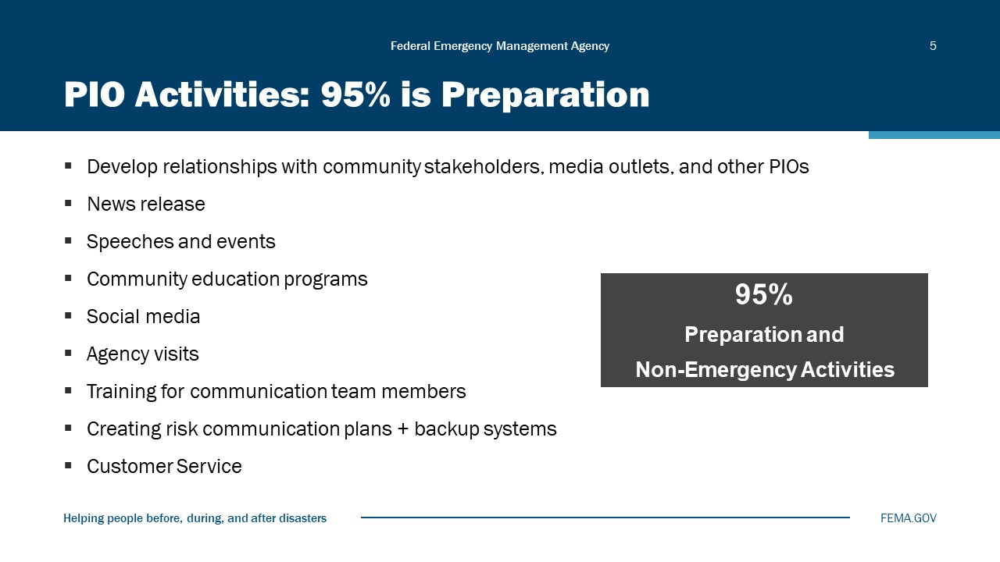 Federal Emergency Management Agency
5
PIO Activities: 95% is Preparation
▪ Develop relationships with community stakeholders, media outlets, and other PIOs
▪ News release
▪ Speeches and events
▪ Community education programs
▪ Social media
▪ Agency visits
▪ Training for communication team members
▪ Creating risk communication plans + backup systems
▪ Customer Service
95%
Preparation and
Non-Emergency Activities
Helping people before, during, and after disasters
FEMA.GOV